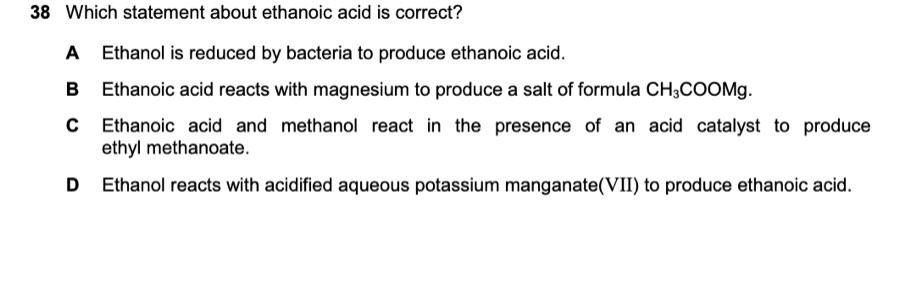 38 Which statement about ethanoic acid is correct?
A Ethanol is reduced by bacteria to produce ethanoic acid.
B Ethanoic acid reacts with magnesium to produce a salt of formula CH₃COOMg.
C Ethanoic acid and methanol react in the presence of an acid catalyst to produce
ethyl methanoate.
D Ethanol reacts with acidified aqueous potassium manganate(VII) to produce ethanoic acid.